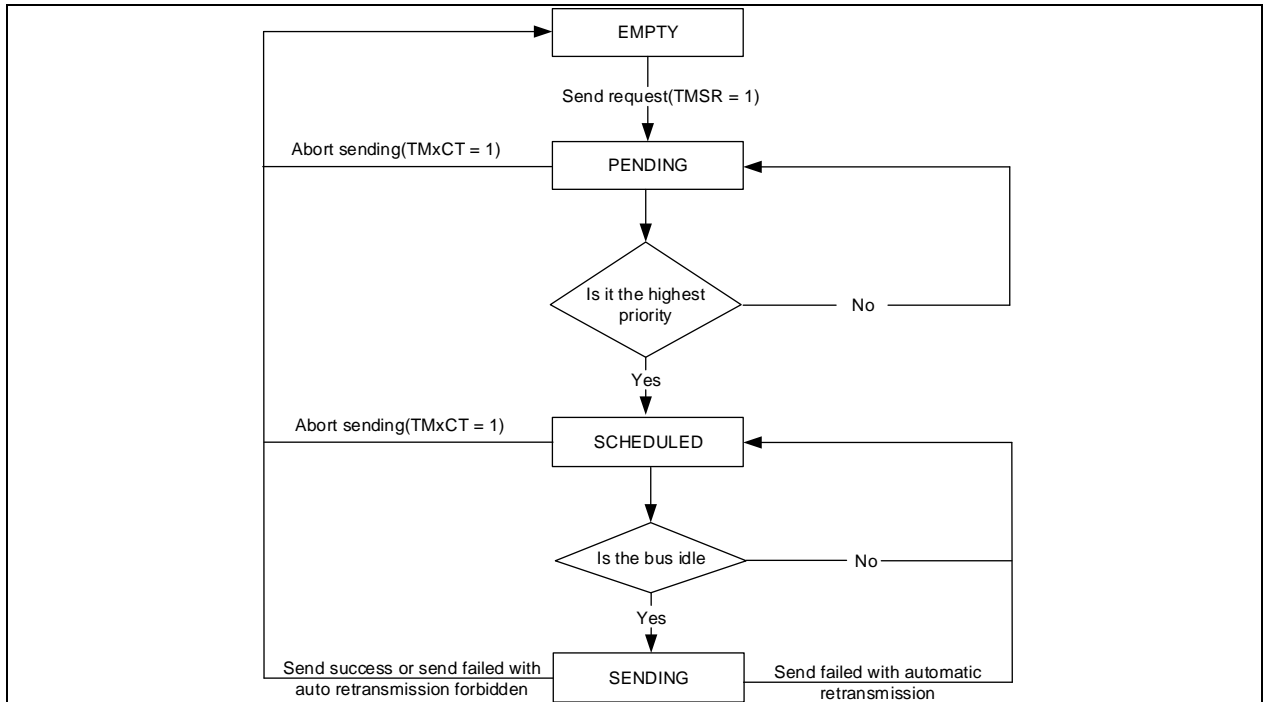 EMPTY
Send request(TMSR = 1)
Abort sending(TMxCT = 1)
PENDING
Is it the highest
priority
No
Yes
Abort sending(TMxCT = 1)
SCHEDULED
Is the bus idle
No
Yes
Send success or send failed with
auto retransmission forbidden
SENDING
Send failed with automatic
retransmission